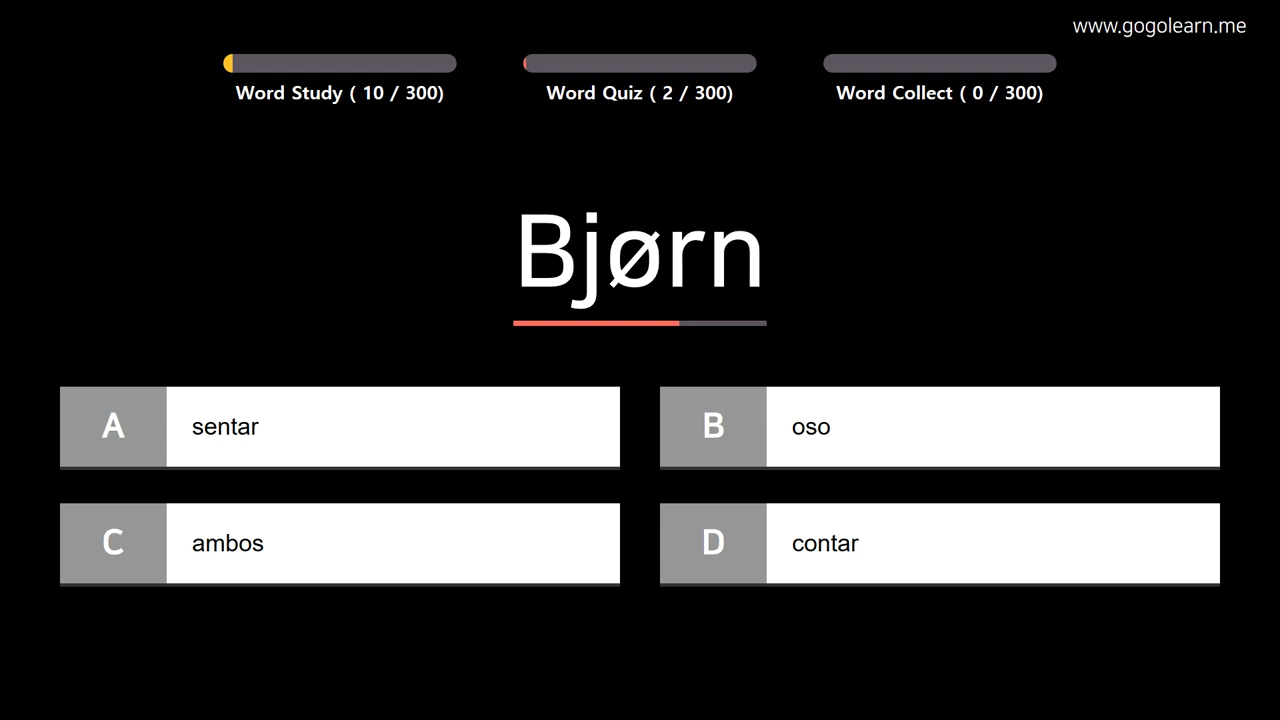 www.gogolearn.me
Word Study ( 10 / 300)
Word Quiz ( 2 / 300)
Word Collect ( 0 / 300)
Bjørn
A sentar
B oso
C ambos
D contar